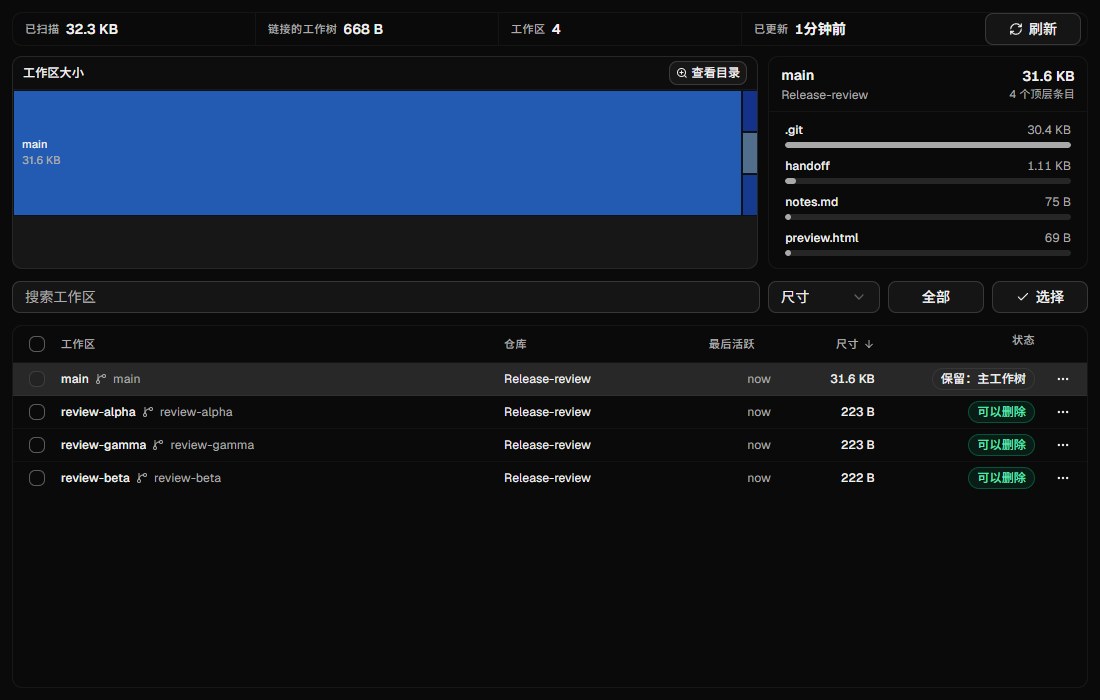 已扫描 32.3 KB 链接的工作树 668 B 工作区 4 已更新 1分钟前 刷新
工作区大小 查看目录
main
31.6 KB
main 31.6 KB
Release-review 4 个顶层条目
.git 30.4 KB
handoff 1.11 KB
notes.md 75 B
preview.html 69 B
搜索工作区 尺寸 全部 选择
工作区 仓库 最后活跃 尺寸 状态
main main Release-review now 31.6 KB 保留：主工作树
review-alpha review-alpha Release-review now 223 B 可以删除
review-gamma review-gamma Release-review now 223 B 可以删除
review-beta review-beta Release-review now 222 B 可以删除